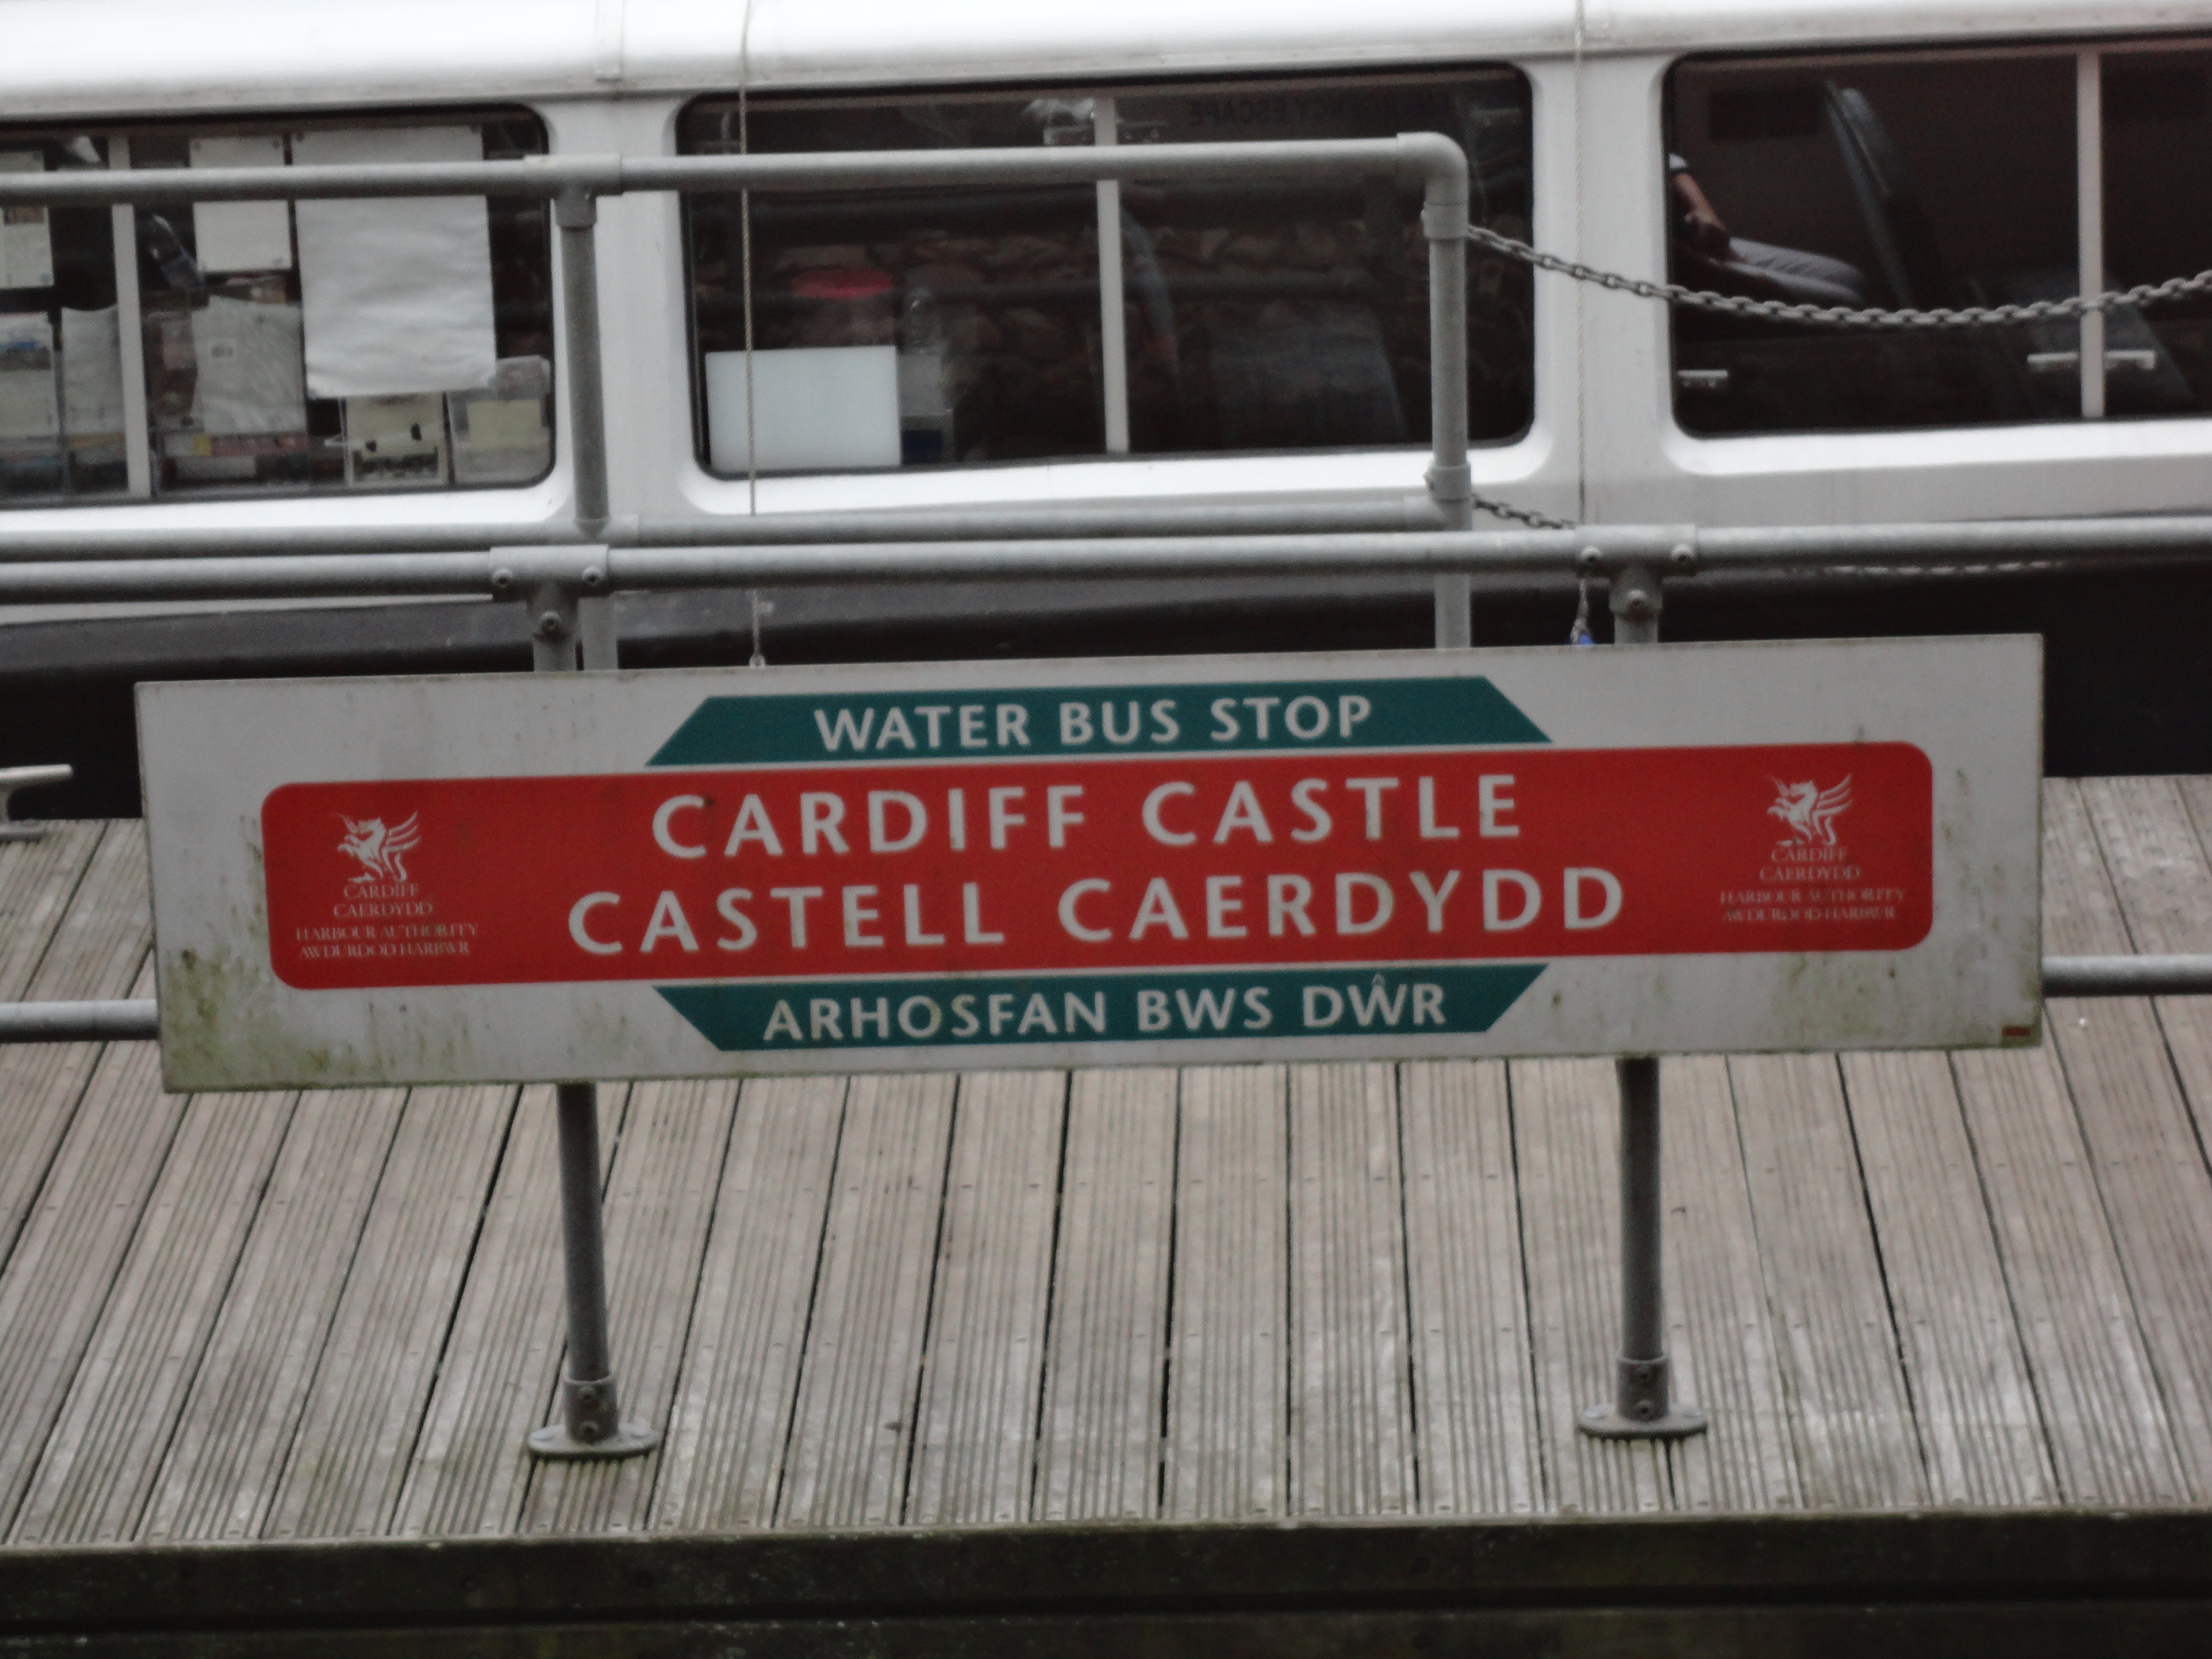 WATER BUS STOP
CARDIFF CASTLE
CASTELL CAERDYDD
CARDIFF
CAERDYDD
HARBOUR AUTHORITY
AWDURDOD HARBWR
CARDIFF
CAERDYDD
HARBOUR AUTHORITY
AWDURDOD HARBWR
ARHOSFAN BWS DŴR